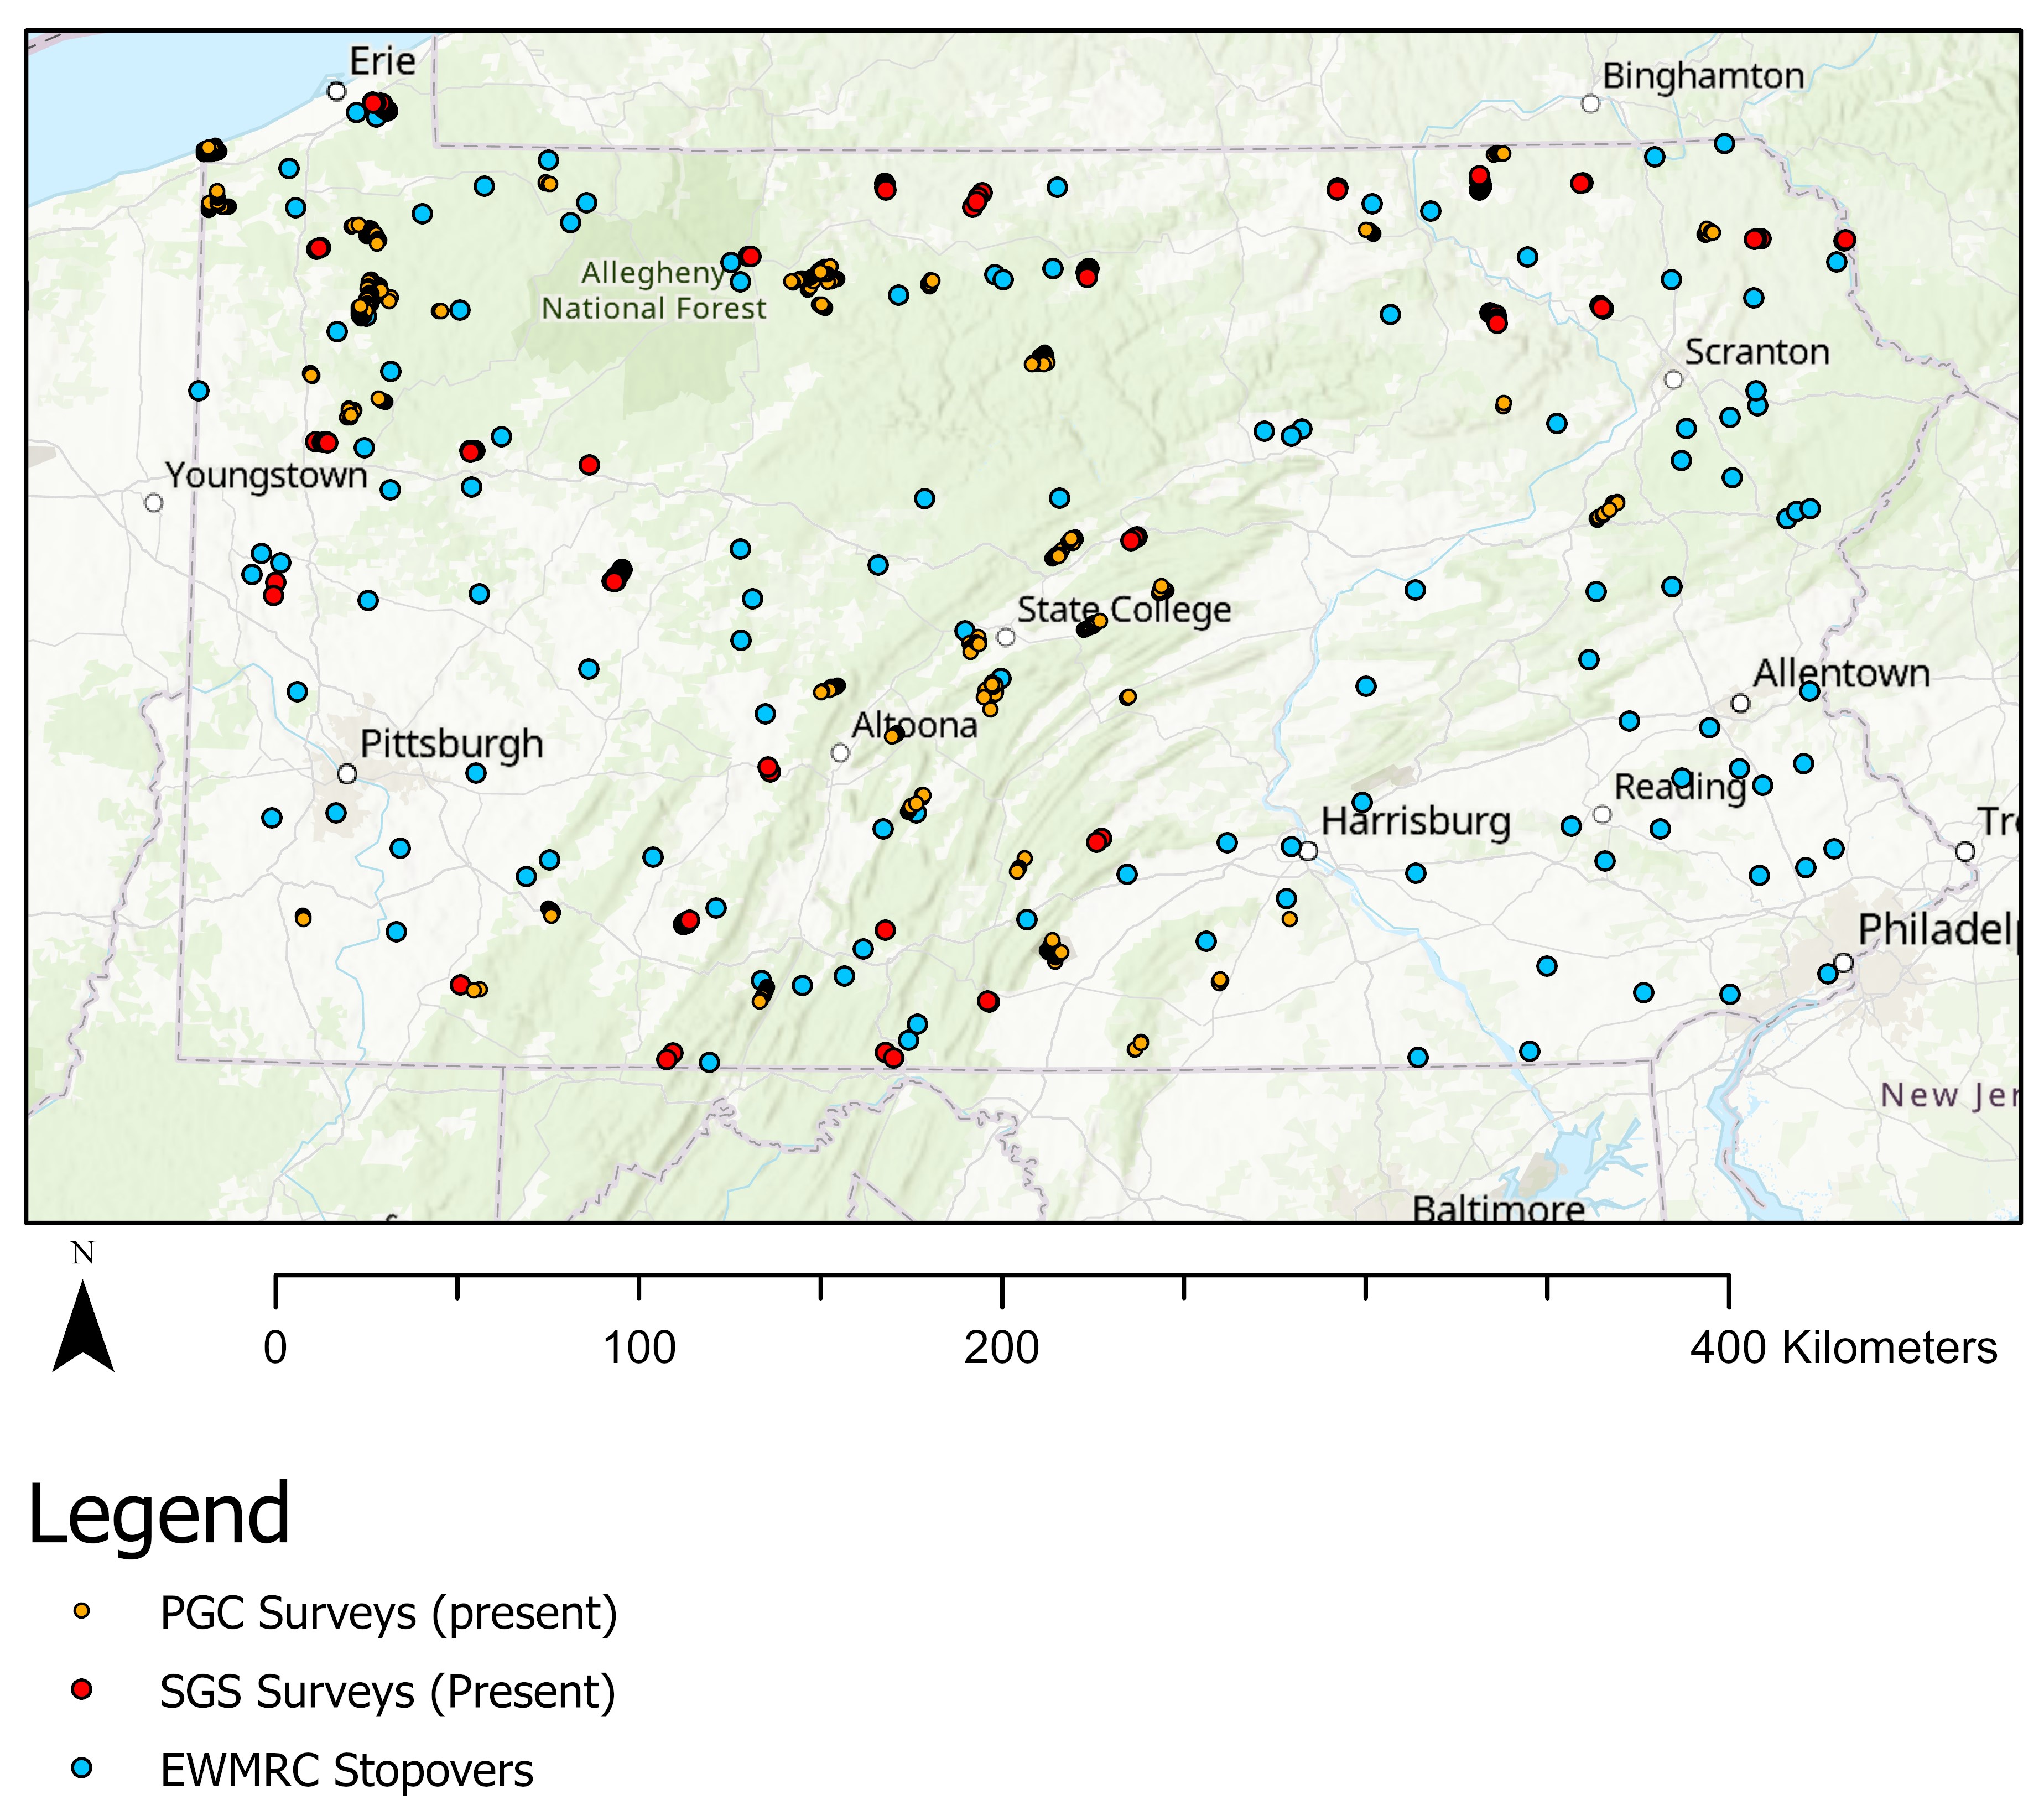 Erie
Binghamton
Allegheny
National Forest
Scranton
Youngstown
State College
Allentown
Altoona
Pittsburgh
Reading
Harrisburg
Tr
Philadelp
New Jer
Baltimore
N
0 100 200 400 Kilometers
Legend
PGC Surveys (present)
SGS Surveys (Present)
EWMRC Stopovers